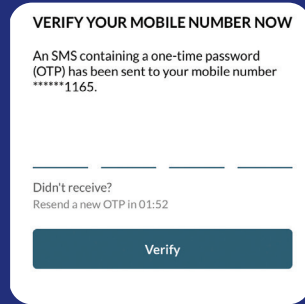 VERIFY YOUR MOBILE NUMBER NOW
An SMS containing a one-time password
(OTP) has been sent to your mobile number
******1165.
Didn't receive?
Resend a new OTP in 01:52
Verify